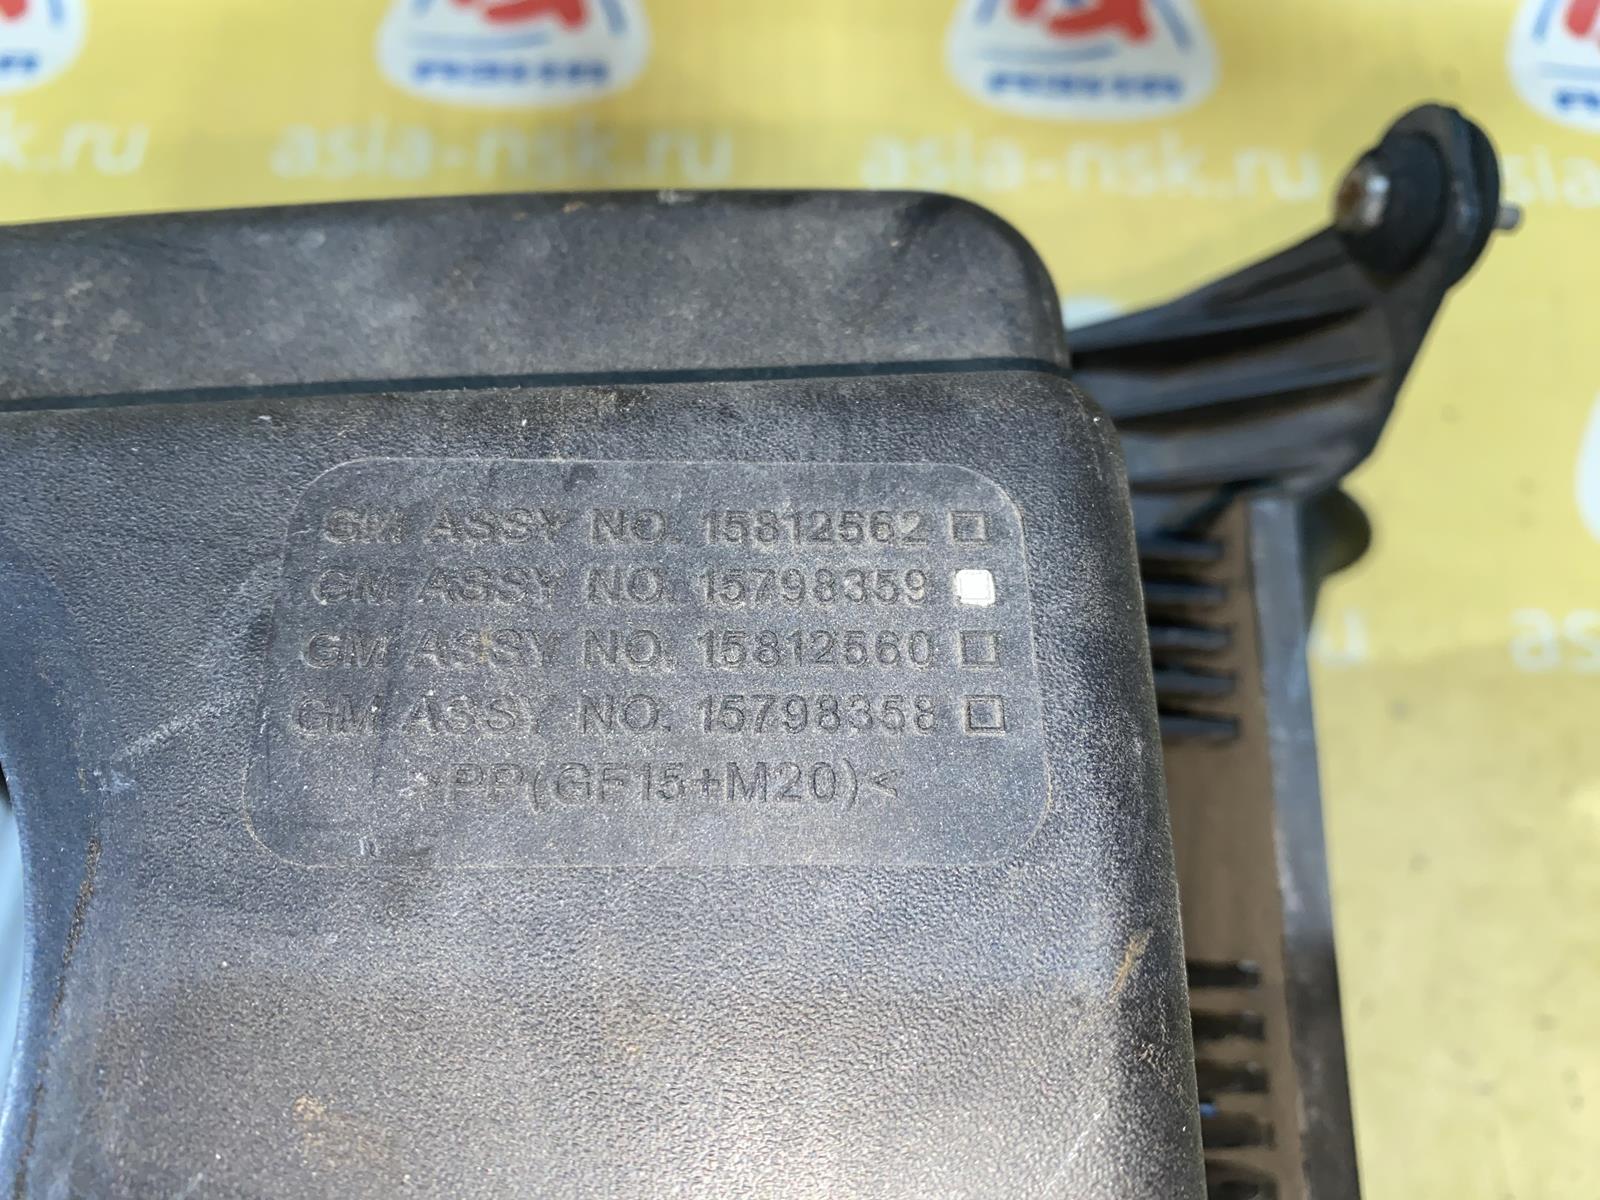 asia-nsk.ru
asia-nsk.ru
GM ASSY NO. 15812562
GM ASSY NO. 15798359
GM ASSY NO. 15812560
GM ASSY NO. 15798358
>PP(GF15+M20)<